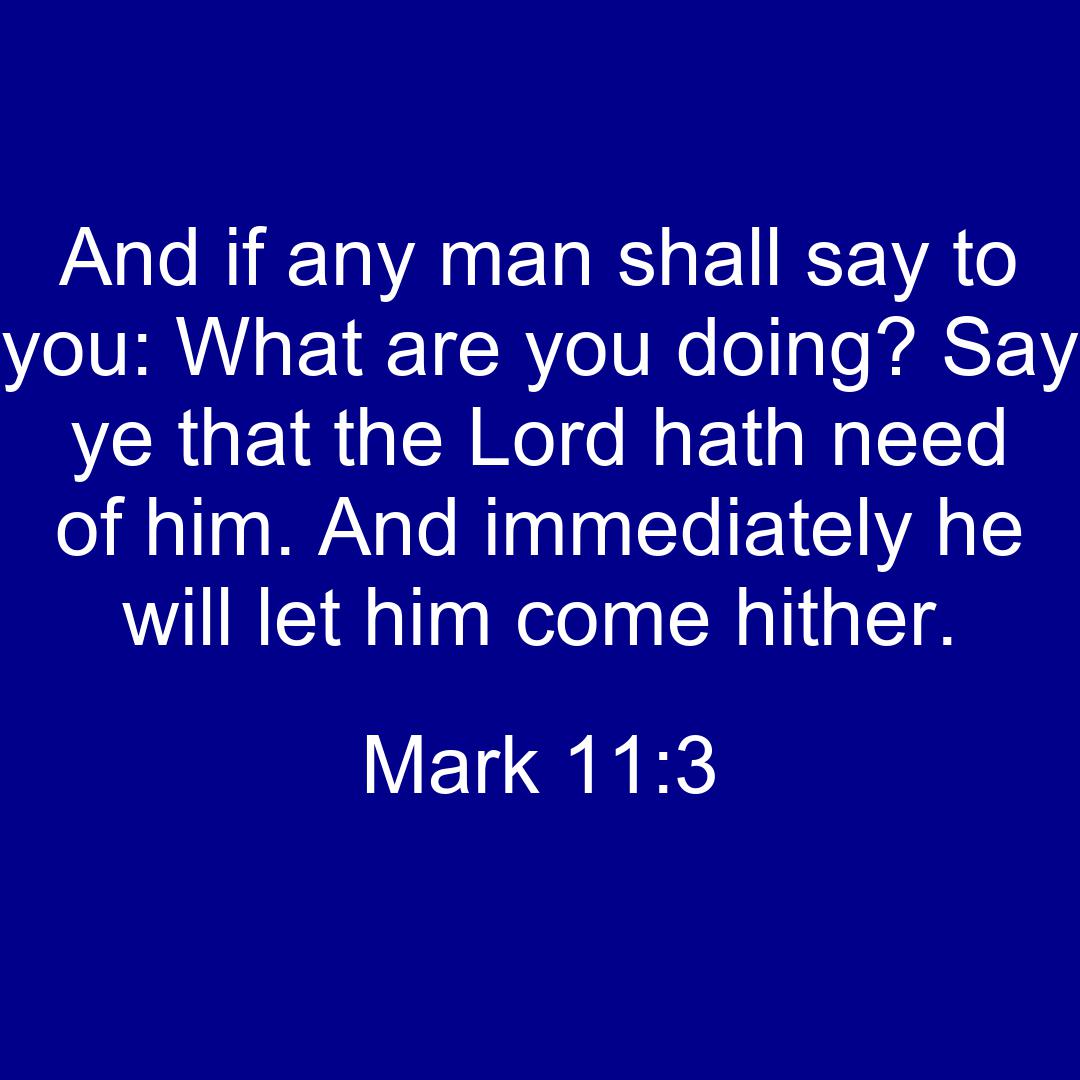 And if any man shall say to
you: What are you doing? Say
ye that the Lord hath need
of him. And immediately he
will let him come hither.
Mark 11:3